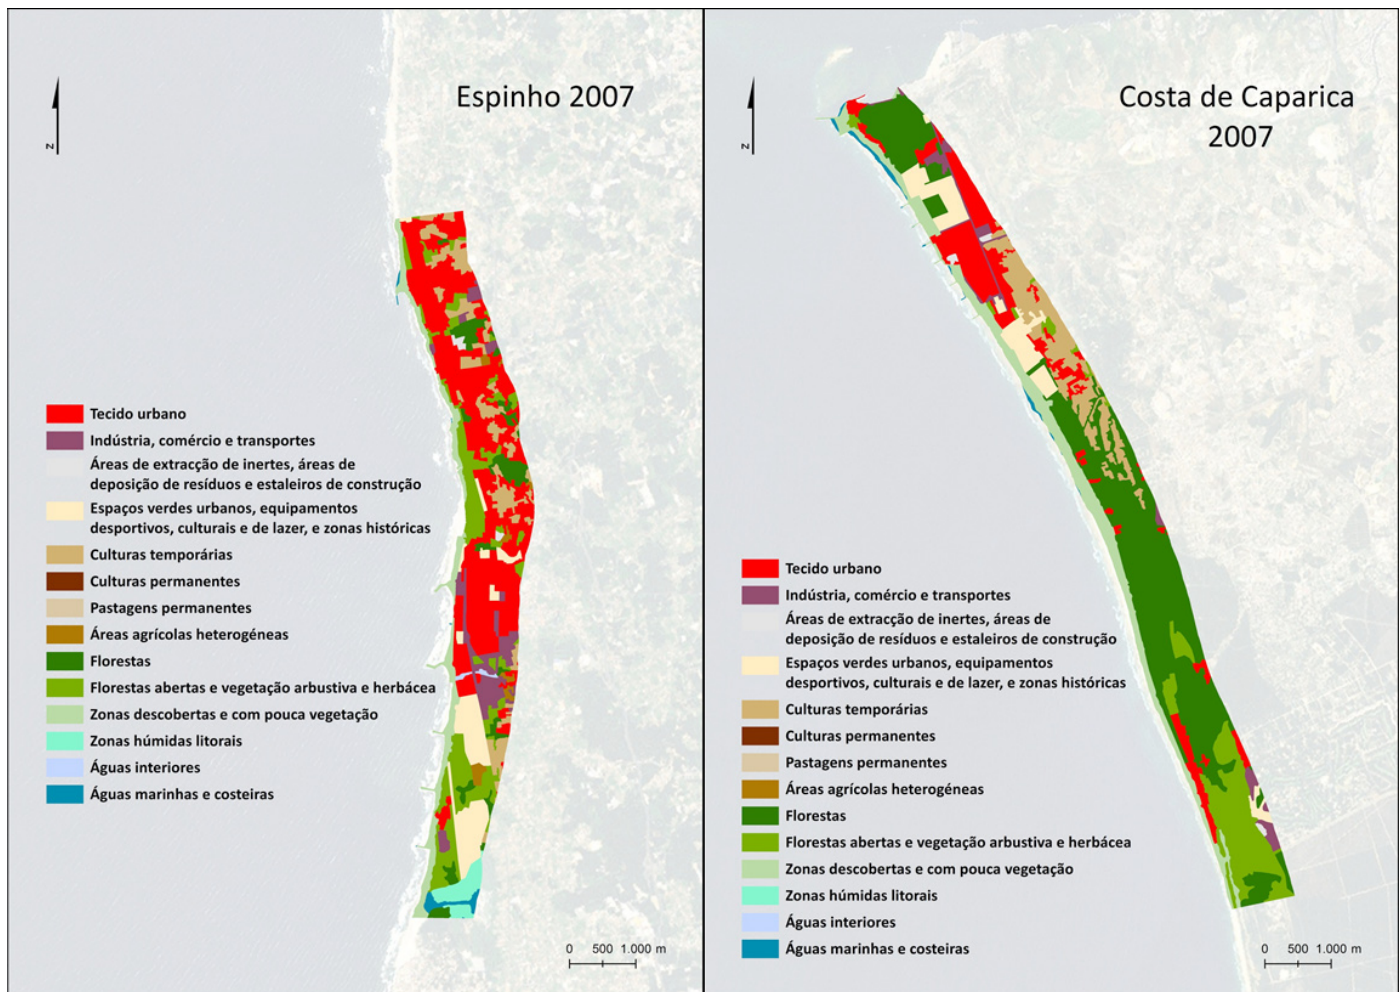 Espinho 2007
N
Tecido urbano
Indústria, comércio e transportes
Áreas de extracção de inertes, áreas de
deposição de resíduos e estaleiros de construção
Espaços verdes urbanos, equipamentos
desportivos, culturais e de lazer, e zonas históricas
Culturas temporárias
Culturas permanentes
Pastagens permanentes
Áreas agrícolas heterogéneas
Florestas
Florestas abertas e vegetação arbustiva e herbácea
Zonas descobertas e com pouca vegetação
Zonas húmidas litorais
Águas interiores
Águas marinhas e costeiras
0 500 1.000 m
Costa de Caparica
2007
N
Tecido urbano
Indústria, comércio e transportes
Áreas de extracção de inertes, áreas de
deposição de resíduos e estaleiros de construção
Espaços verdes urbanos, equipamentos
desportivos, culturais e de lazer, e zonas históricas
Culturas temporárias
Culturas permanentes
Pastagens permanentes
Áreas agrícolas heterogéneas
Florestas
Florestas abertas e vegetação arbustiva e herbácea
Zonas descobertas e com pouca vegetação
Zonas húmidas litorais
Águas interiores
Águas marinhas e costeiras
0 500 1.000 m